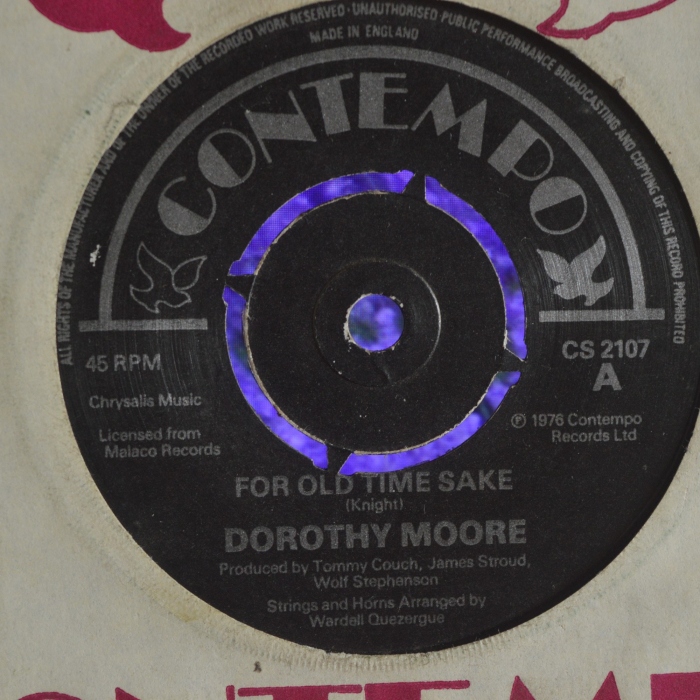 ALL RIGHTS OF THE MANUFACTURER AND OF THE OWNER OF THE RECORDED WORK RESERVED · UNAUTHORISED PUBLIC PERFORMANCE BROADCASTING AND COPYING OF THIS RECORD PROHIBITED
MADE IN ENGLAND
CONTEMPO
45 RPM
Chrysalis Music
Licensed from
Malaco Records
CS 2107
A
℗ 1976 Contempo
Records Ltd
FOR OLD TIME SAKE
(Knight)
DOROTHY MOORE
Produced by Tommy Couch, James Stroud,
Wolf Stephenson
Strings and Horns Arranged by
Wardell Quezergue